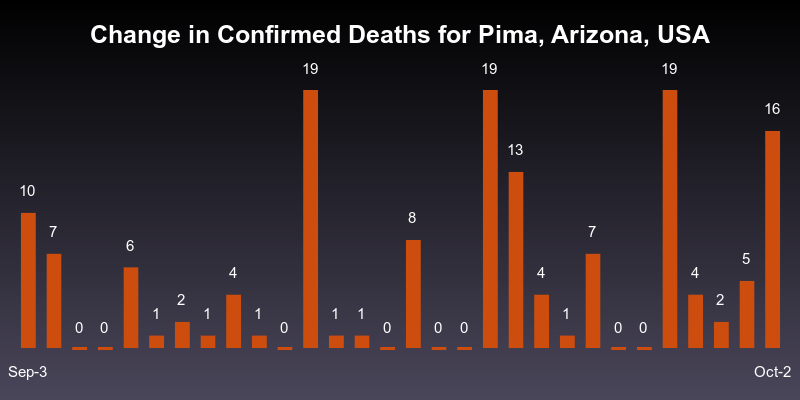 Change in Confirmed Deaths for Pima, Arizona, USA
10 7 0 0 6 1 2 1 4 1 0 19 1 1 0 8 0 0 19 13 4 1 7 0 0 19 4 2 5 16
Sep-3 Oct-2